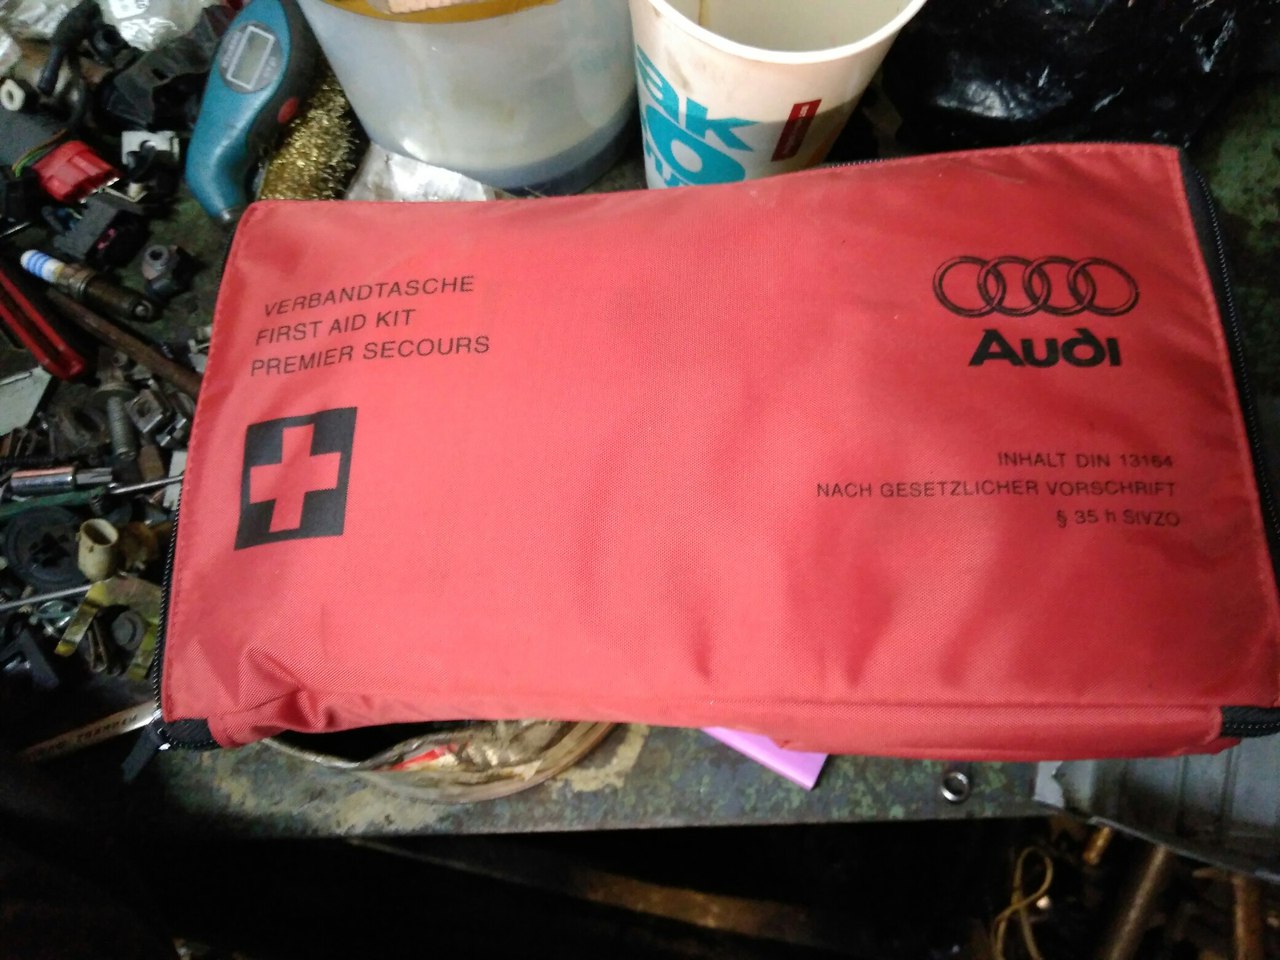 VERBANDTASCHE
FIRST AID KIT
PREMIER SECOURS
Audi
INHALT DIN 13164
NACH GESETZLICHER VORSCHRIFT
§ 35 h StVZO